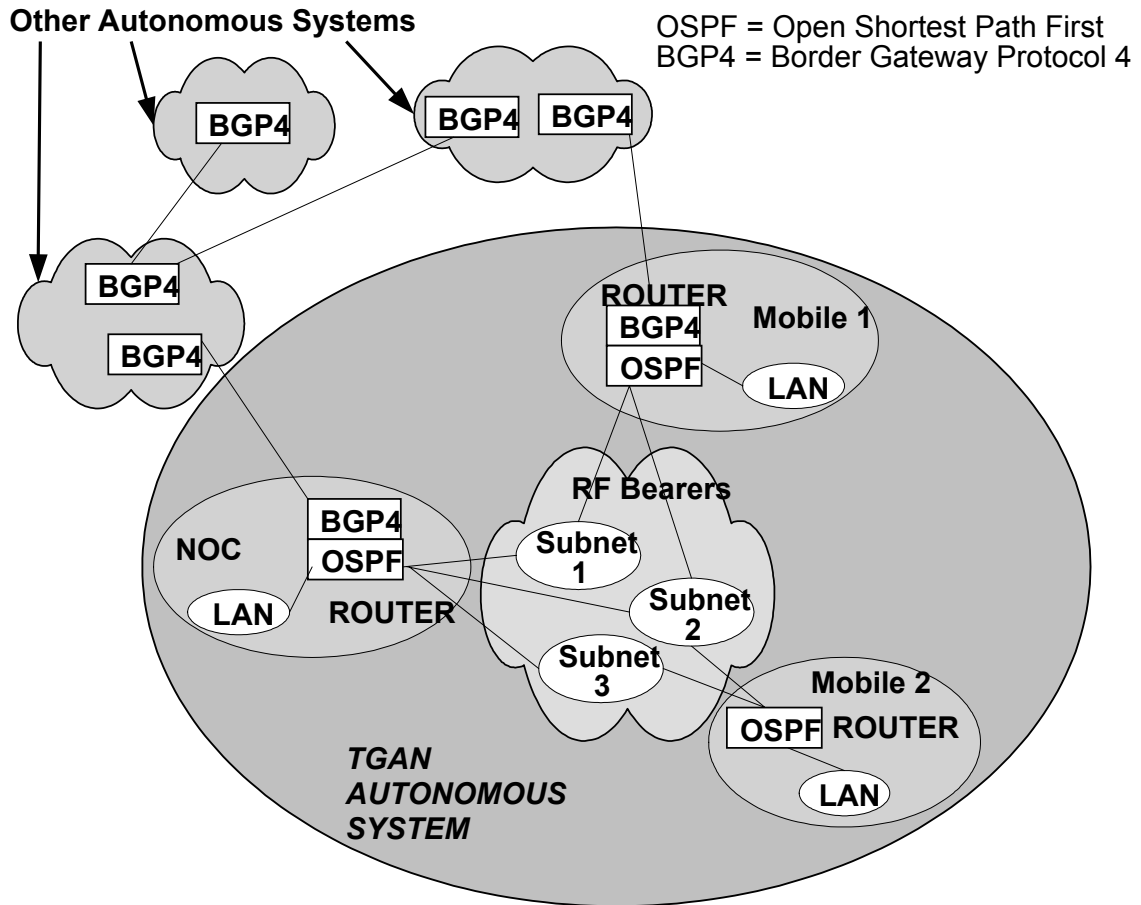 Other Autonomous Systems
OSPF = Open Shortest Path First
BGP4 = Border Gateway Protocol 4
BGP4
BGP4
BGP4
BGP4
BGP4
ROUTER
BGP4
OSPF
Mobile 1
LAN
RF Bearers
NOC
BGP4
OSPF
LAN
ROUTER
Subnet
1
Subnet
2
Subnet
3
Mobile 2
OSPF
ROUTER
LAN
TGAN
AUTONOMOUS
SYSTEM